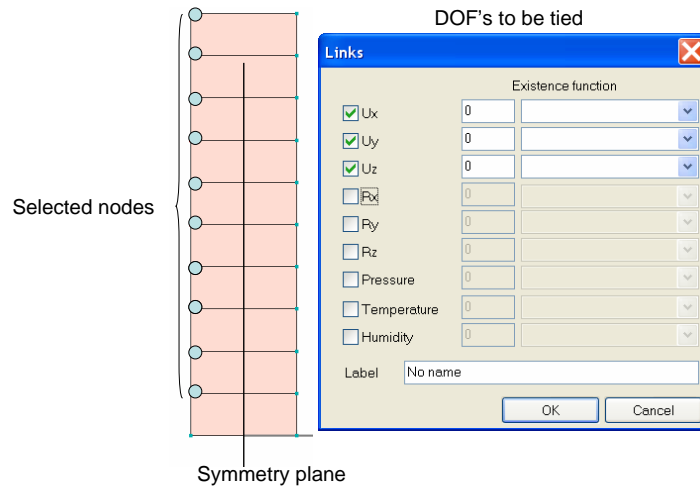 DOF's to be tied
Links
Existence function
Ux 0
Uy 0
Uz 0
Rx 0
Ry 0
Rz 0
Pressure 0
Temperature 0
Humidity 0
Label No name
OK Cancel
Selected nodes
Symmetry plane